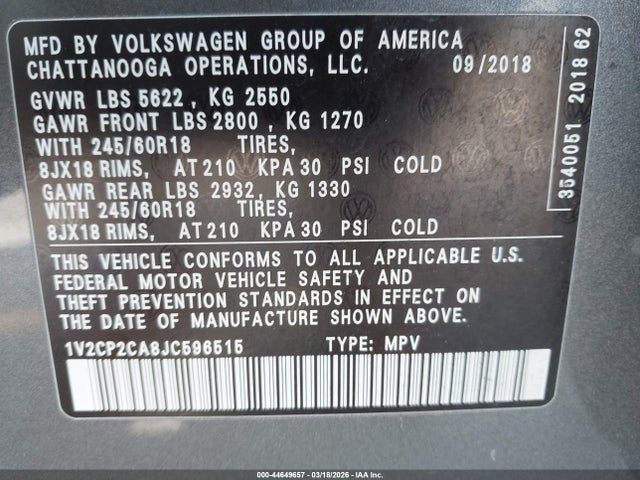 MFD BY VOLKSWAGEN GROUP OF AMERICA
CHATTANOOGA OPERATIONS, LLC. 09/2018
GVWR LBS 5622, KG 2550
GAWR FRONT LBS 2800, KG 1270
WITH 245/60R18 TIRES,
8JX18 RIMS, AT 210 KPA 30 PSI COLD
GAWR REAR LBS 2932, KG 1330
WITH 245/60R18 TIRES,
8JX18 RIMS, AT 210 KPA 30 PSI COLD
3540051 2018 62
THIS VEHICLE CONFORMS TO ALL APPLICABLE U.S.
FEDERAL MOTOR VEHICLE SAFETY AND
THEFT PREVENTION STANDARDS IN EFFECT ON
THE DATE OF MANUFACTURE SHOWN ABOVE.
1V2CP2CA8JC596515 TYPE: MPV
000-44649657 - 03/18/2026 - IAA Inc.